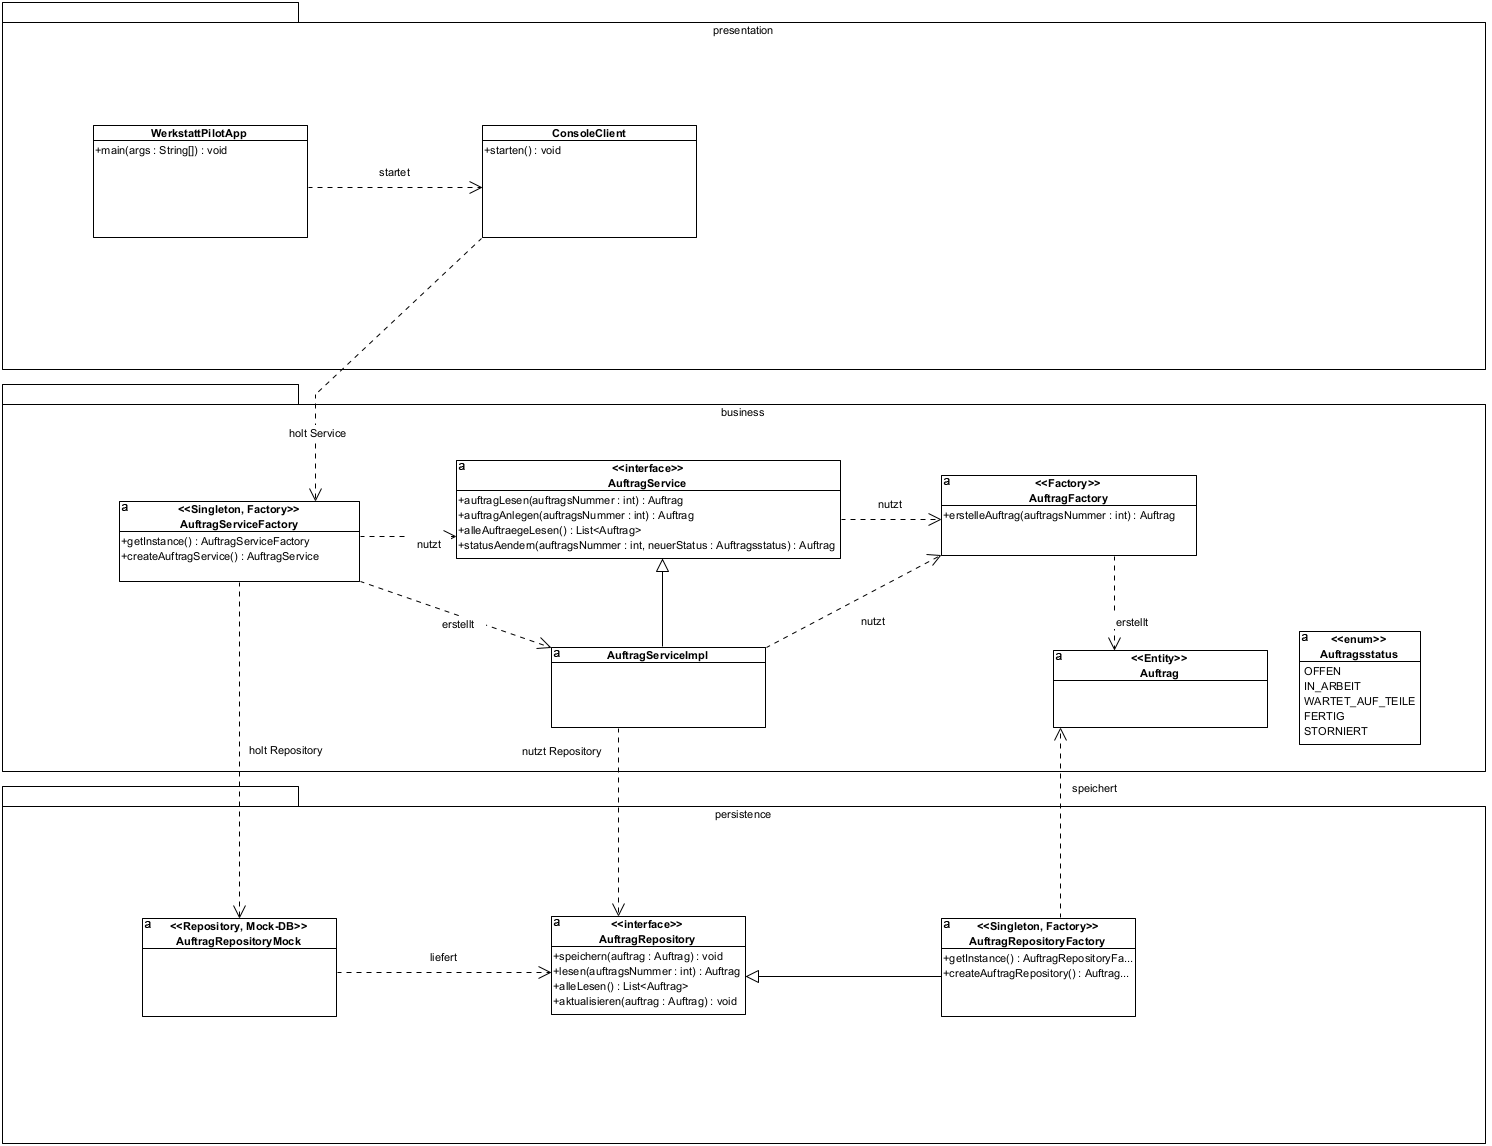 presentation
WerkstattPilotApp
+main(args : String[]) : void
startet
ConsoleClient
+starten() : void
business
holt Service
a
<<Singleton, Factory>>
AuftragServiceFactory
+getInstance() : AuftragServiceFactory
+createAuftragService() : AuftragService
nutzt
a
<<interface>>
AuftragService
+auftragLesen(auftragsNummer : int) : Auftrag
+auftragAnlegen(auftragsNummer : int) : Auftrag
+alleAuftraegeLesen() : List<Auftrag>
+statusAendern(auftragsNummer : int, neuerStatus : Auftragsstatus) : Auftrag
nutzt
a
<<Factory>>
AuftragFactory
+erstelleAuftrag(auftragsNummer : int) : Auftrag
erstellt
nutzt
erstellt
a
AuftragServiceImpl
a
<<Entity>>
Auftrag
a
<<enum>>
Auftragsstatus
OFFEN
IN_ARBEIT
WARTET_AUF_TEILE
FERTIG
STORNIERT
holt Repository
nutzt Repository
speichert
persistence
a
<<Repository, Mock-DB>>
AuftragRepositoryMock
liefert
a
<<interface>>
AuftragRepository
+speichern(auftrag : Auftrag) : void
+lesen(auftragsNummer : int) : Auftrag
+alleLesen() : List<Auftrag>
+aktualisieren(auftrag : Auftrag) : void
a
<<Singleton, Factory>>
AuftragRepositoryFactory
+getInstance() : AuftragRepositoryFa...
+createAuftragRepository() : Auftrag...